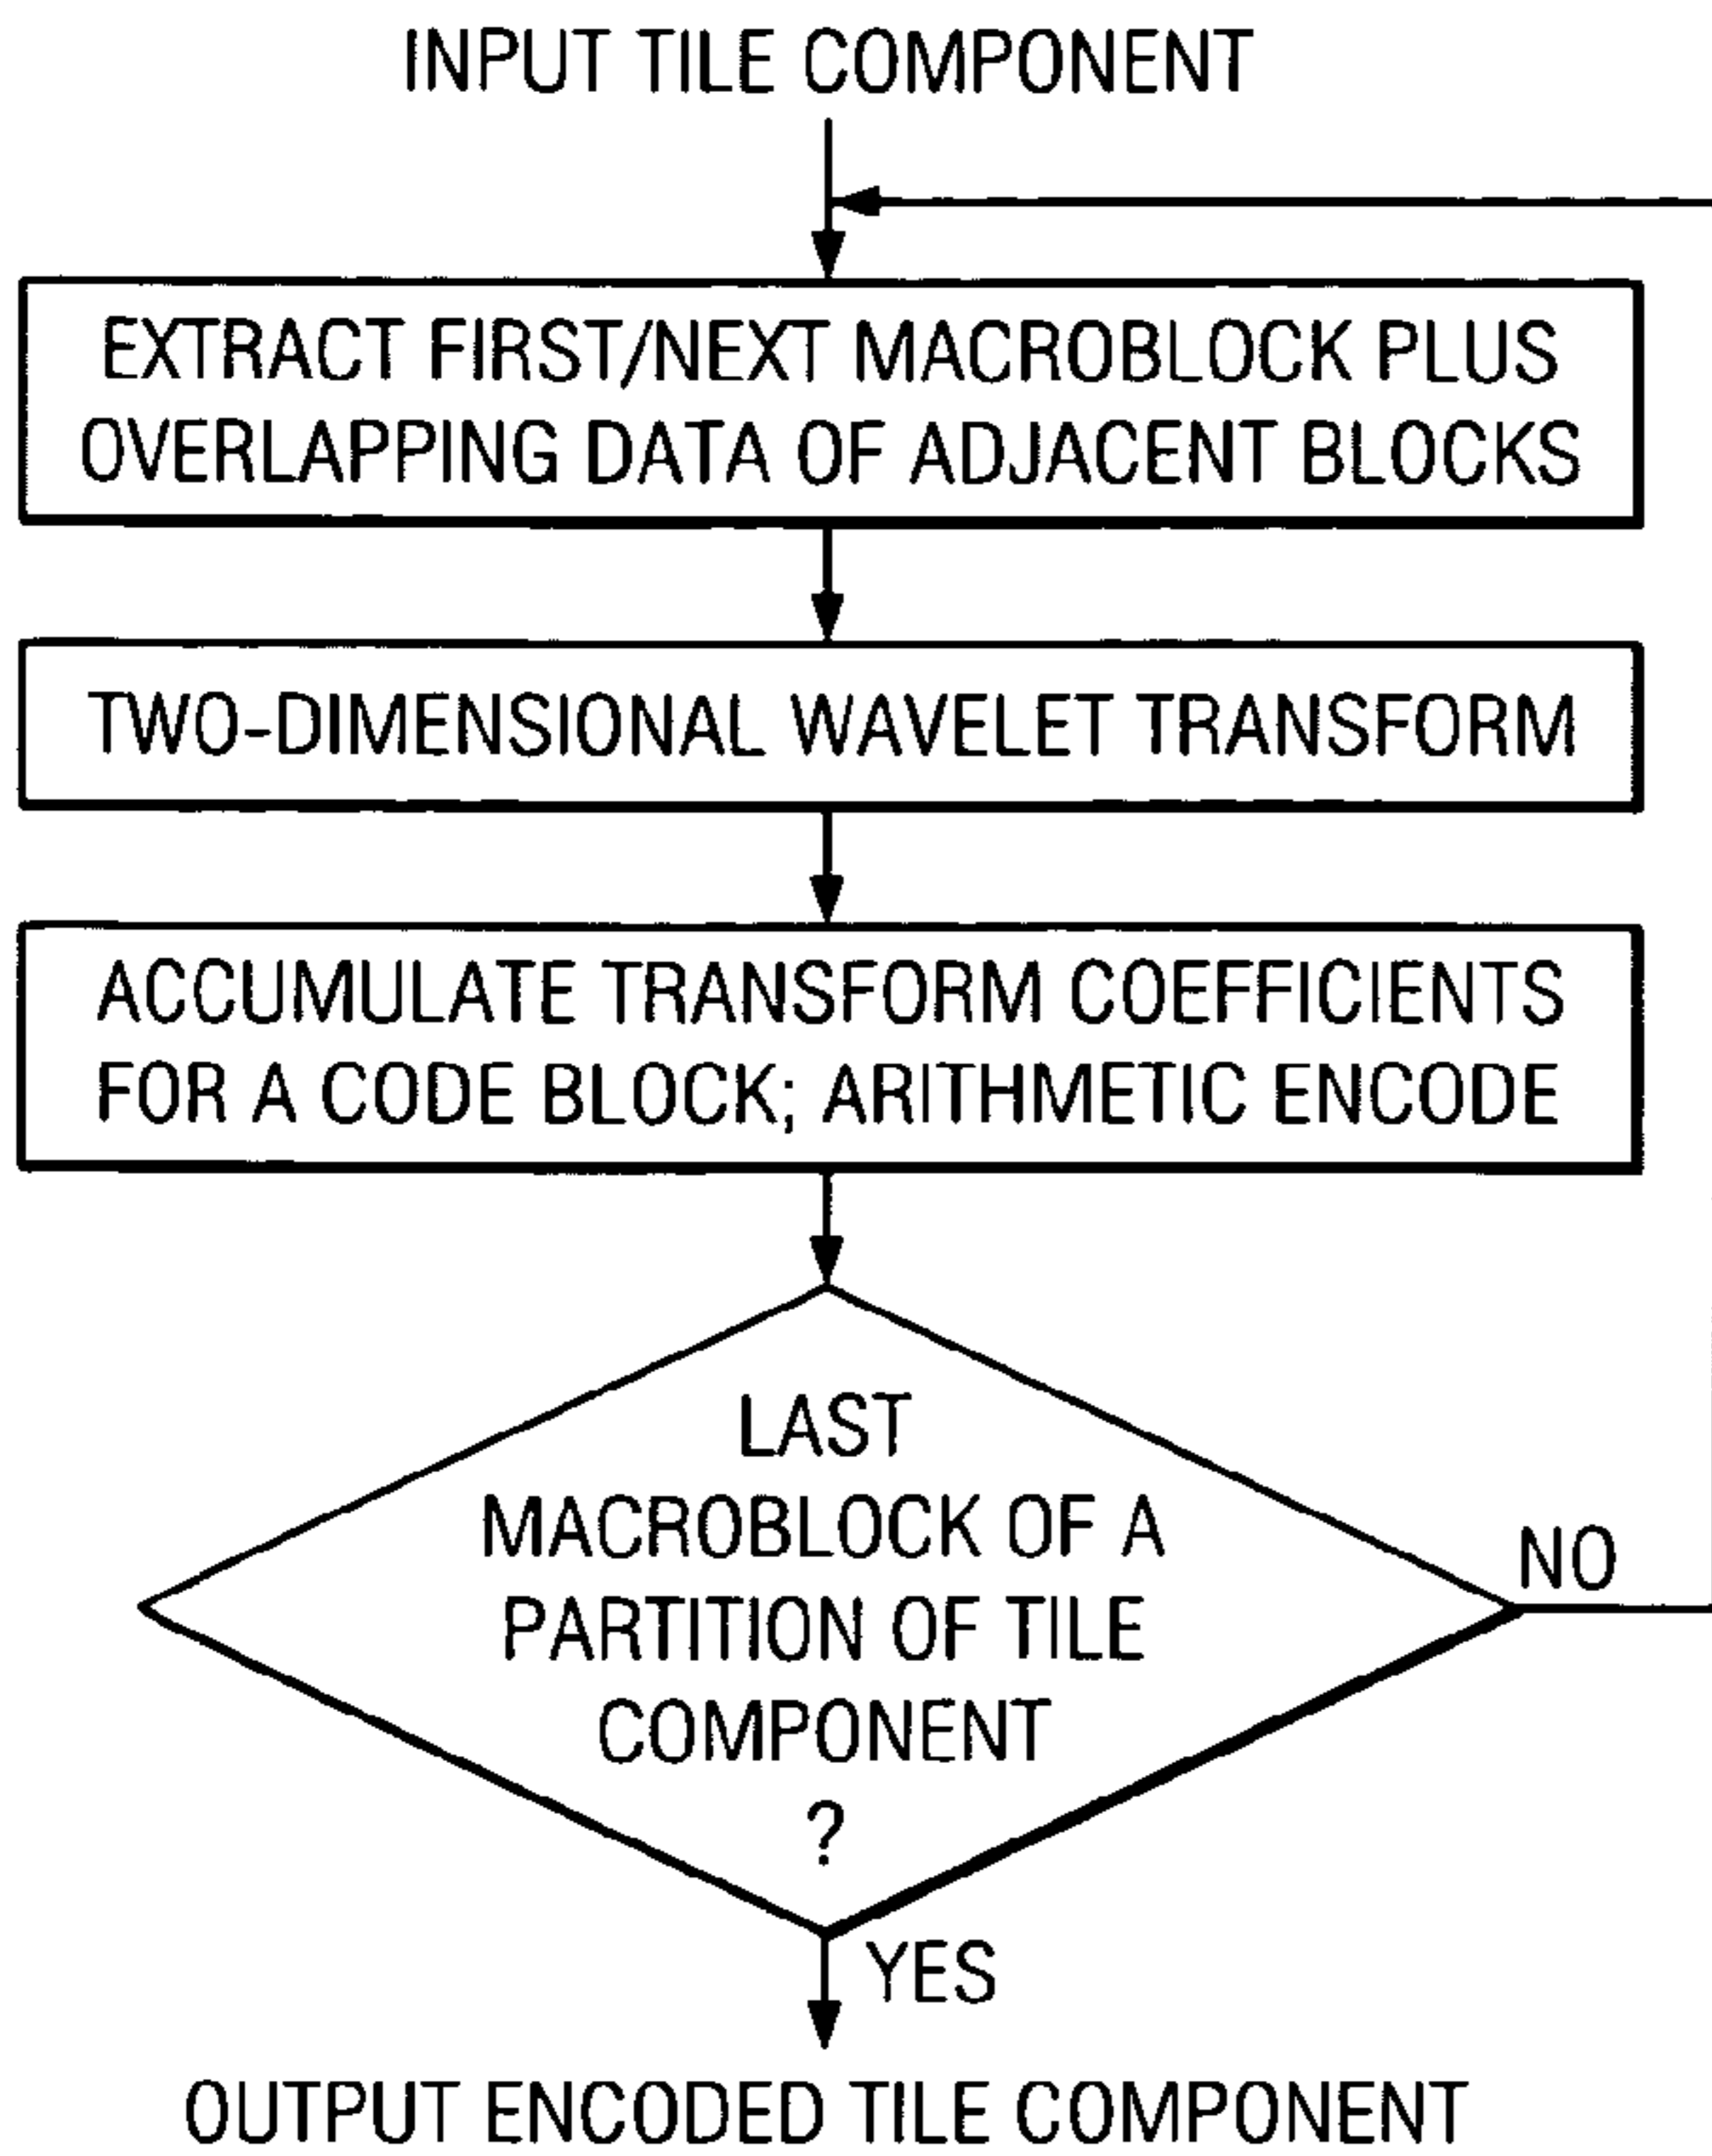 INPUT TILE COMPONENT
EXTRACT FIRST/NEXT MACROBLOCK PLUS
OVERLAPPING DATA OF ADJACENT BLOCKS
TWO-DIMENSIONAL WAVELET TRANSFORM
ACCUMULATE TRANSFORM COEFFICIENTS
FOR A CODE BLOCK; ARITHMETIC ENCODE
LAST
MACROBLOCK OF A
PARTITION OF TILE
COMPONENT
?
NO
YES
OUTPUT ENCODED TILE COMPONENT